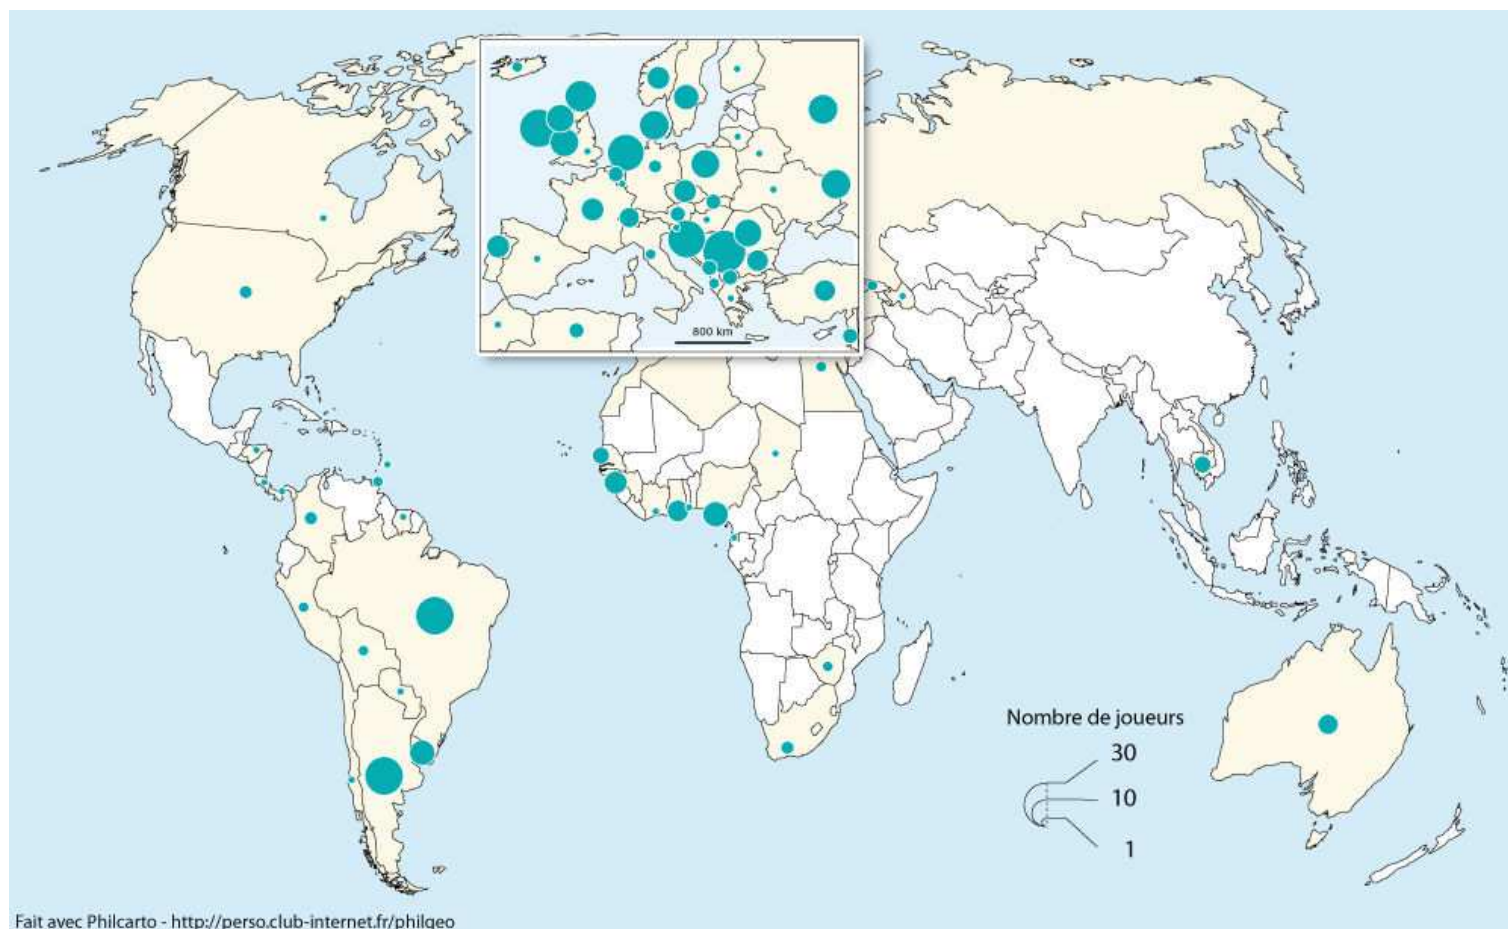 800 km
Nombre de joueurs
30
10
1
Fait avec Philcarto - http://perso.club-internet.fr/philgeo